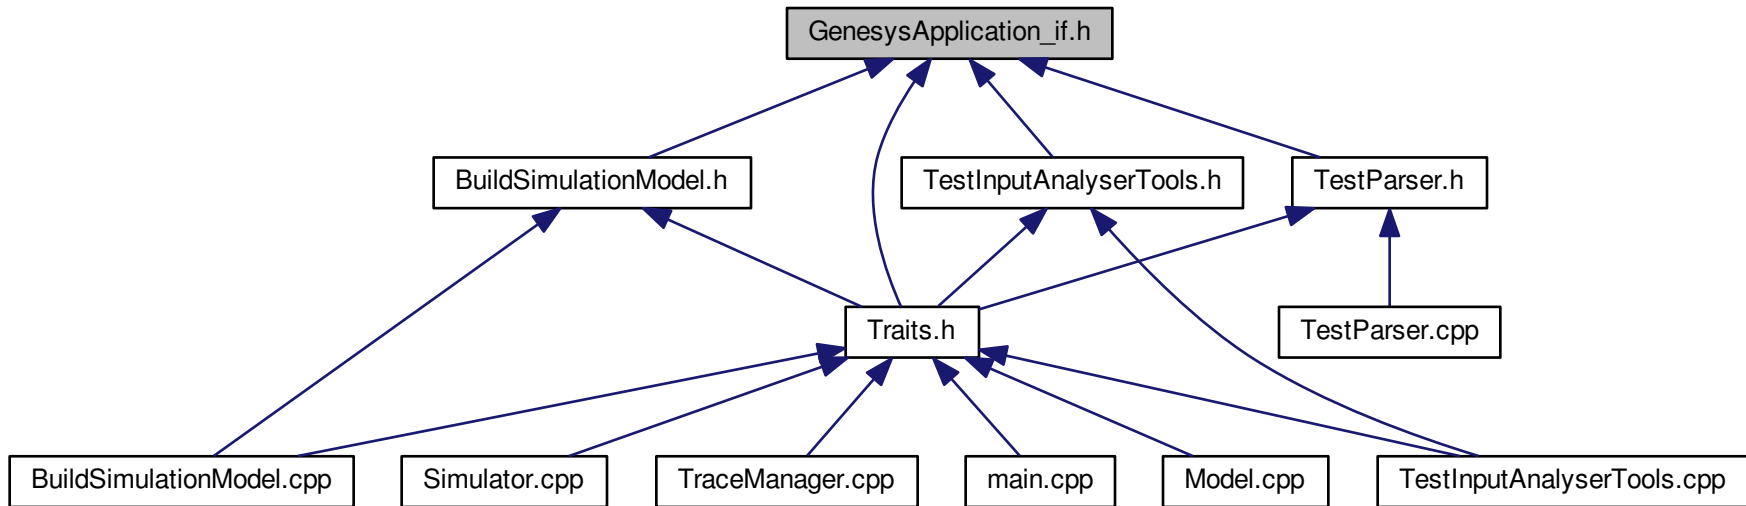 GenesysApplication_if.h
BuildSimulationModel.h
TestInputAnalyserTools.h
TestParser.h
Traits.h
TestParser.cpp
BuildSimulationModel.cpp
Simulator.cpp
TraceManager.cpp
main.cpp
Model.cpp
TestInputAnalyserTools.cpp